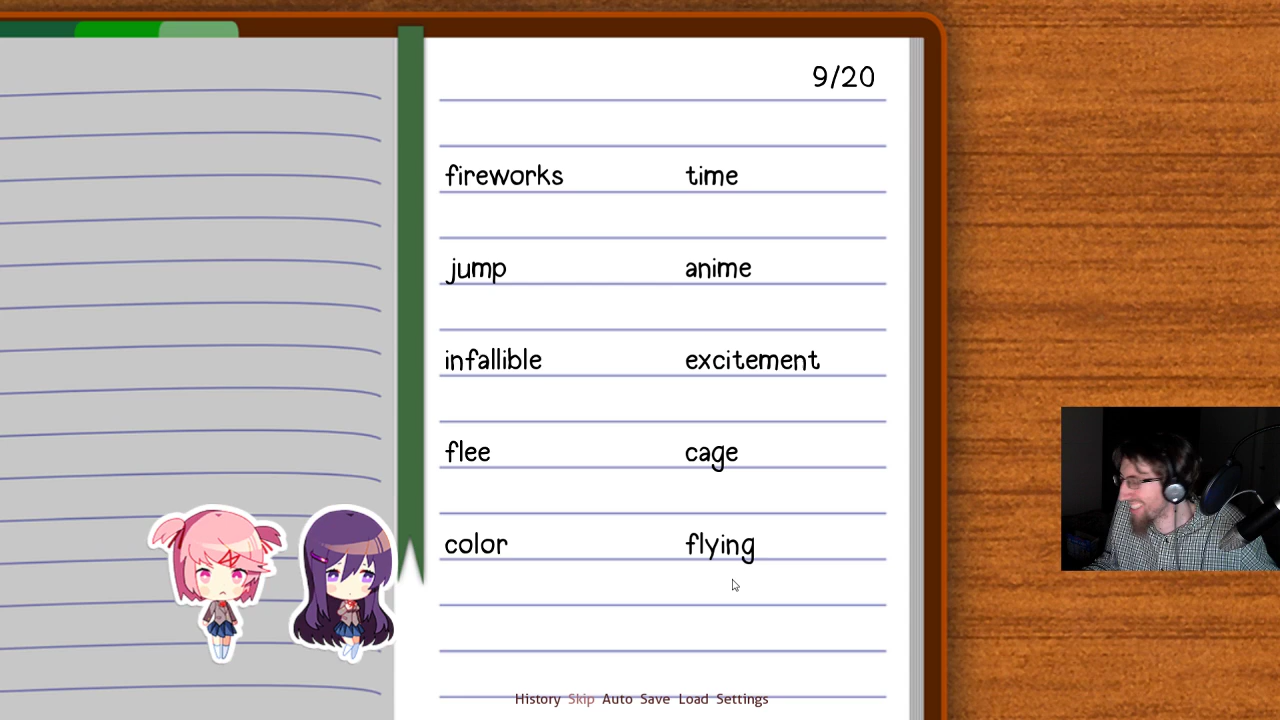 9/20
fireworks time
jump anime
infallible excitement
flee cage
color flying
History Skip Auto Save Load Settings